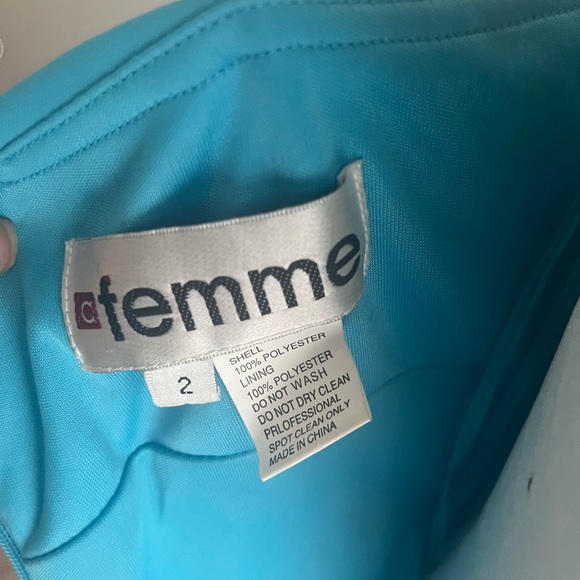 C femme
2
SHELL
100% POLYESTER
LINING
100% POLYESTER
DO NOT WASH
DO NOT DRY CLEAN
PRLOFESSIONAL
SPOT CLEAN ONLY
MADE IN CHINA